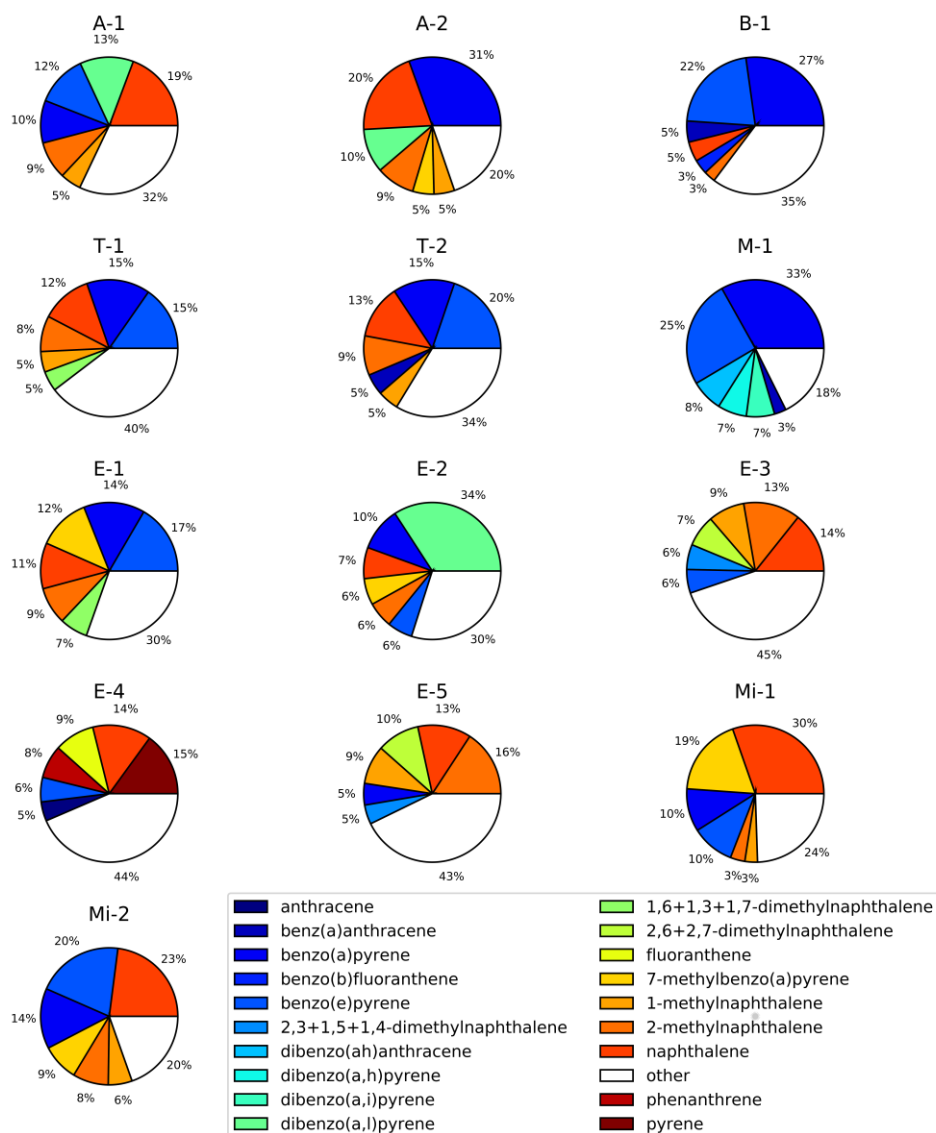 A-1
13%
12%
19%
10%
9%
5%
32%
A-2
31%
20%
10%
9%
5%
5%
20%
B-1
27%
22%
5%
5%
3%
3%
35%
T-1
15%
12%
15%
8%
5%
5%
40%
T-2
15%
20%
13%
9%
5%
5%
34%
M-1
33%
25%
8%
7%
7%
3%
18%
E-1
14%
12%
17%
11%
9%
7%
30%
E-2
34%
10%
7%
6%
6%
6%
30%
E-3
13%
9%
14%
7%
6%
6%
45%
E-4
14%
9%
15%
8%
6%
5%
44%
E-5
13%
10%
16%
9%
5%
5%
43%
Mi-1
30%
19%
10%
10%
3%
3%
24%
Mi-2
20%
23%
14%
9%
8%
6%
20%
anthracene
benz(a)anthracene
benzo(a)pyrene
benzo(b)fluoranthene
benzo(e)pyrene
2,3+1,5+1,4-dimethylnaphthalene
dibenzo(ah)anthracene
dibenzo(a,h)pyrene
dibenzo(a,i)pyrene
dibenzo(a,l)pyrene
1,6+1,3+1,7-dimethylnaphthalene
2,6+2,7-dimethylnaphthalene
fluoranthene
7-methylbenzo(a)pyrene
1-methylnaphthalene
2-methylnaphthalene
naphthalene
other
phenanthrene
pyrene